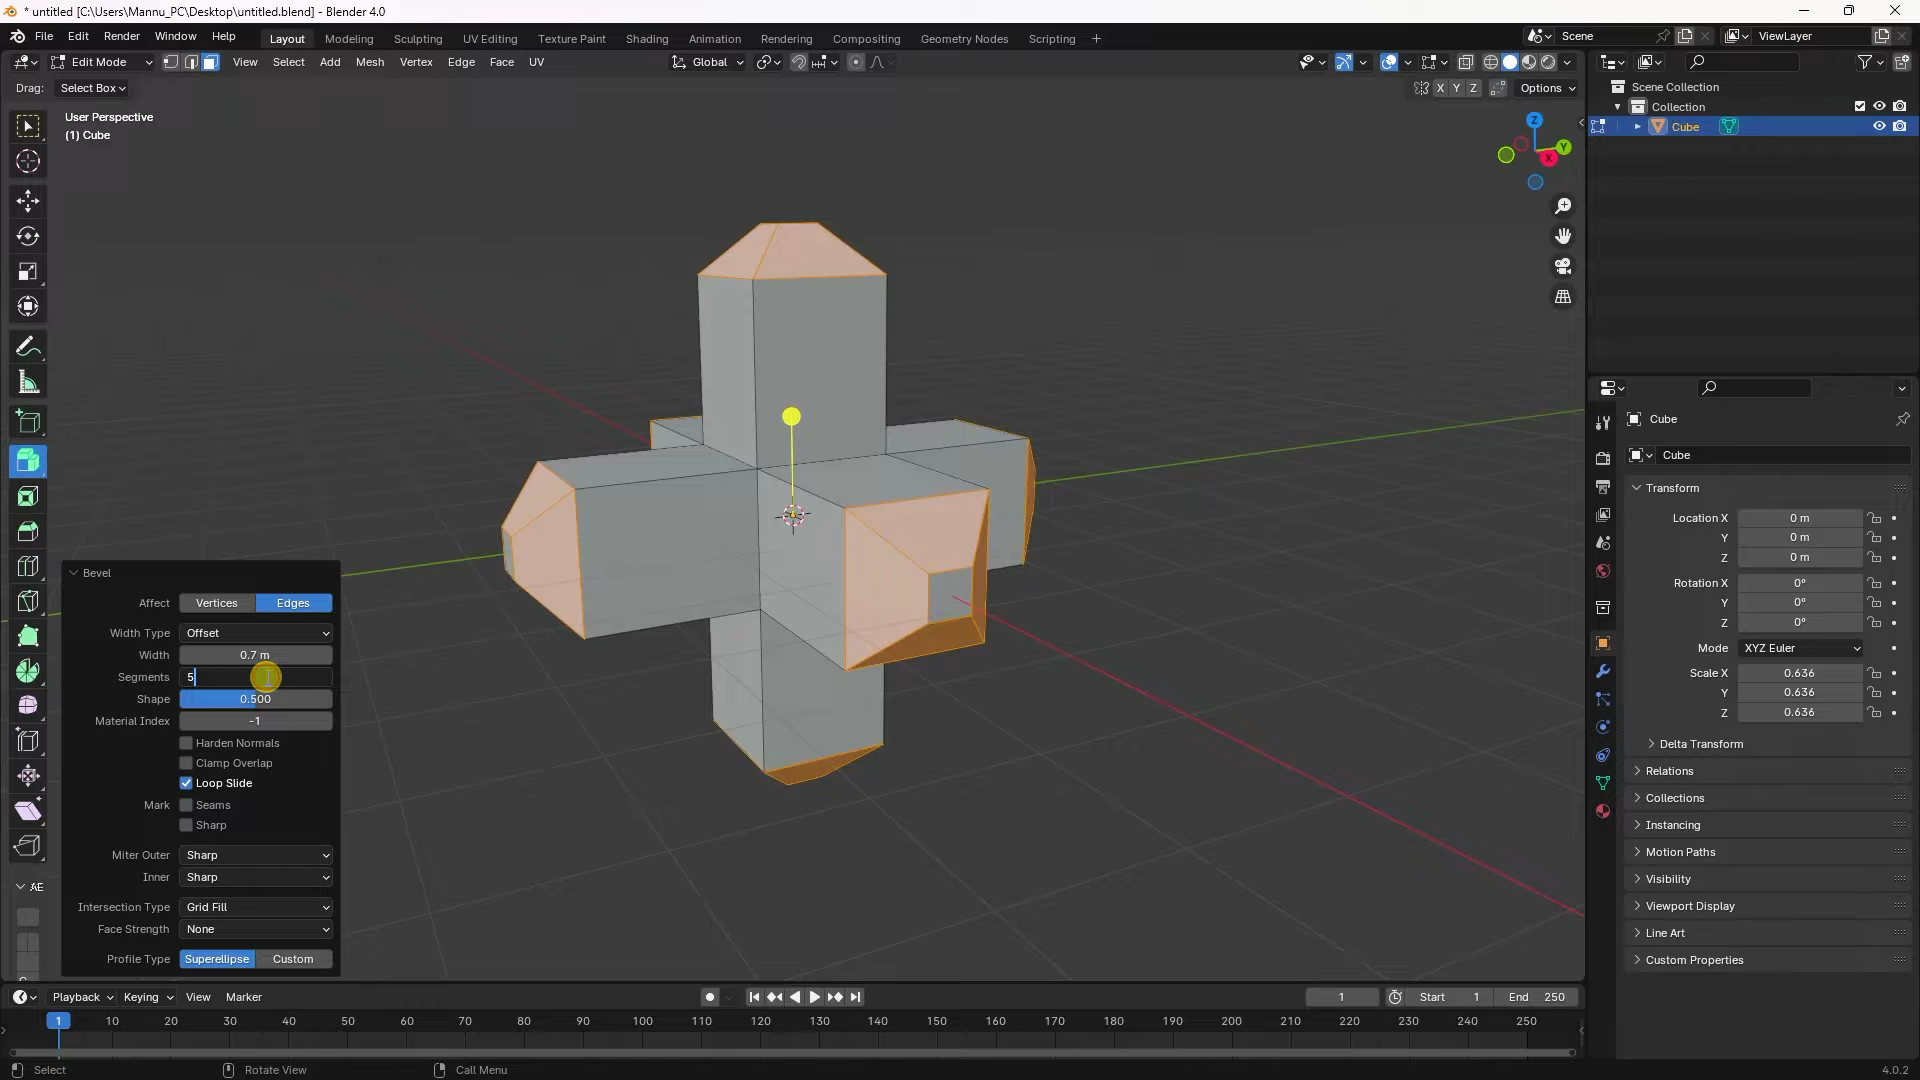 * untitled [C:\Users\Mannu_PC\Desktop\untitled.blend] - Blender 4.0
File Edit Render Window Help Layout Modeling Sculpting UV Editing Texture Paint Shading Animation Rendering Compositing Geometry Nodes Scripting Scene ViewLayer
Edit Mode View Select Add Mesh Vertex Edge Face UV Global
Drag: Select Box X Y Z Options
User Perspective
(1) Cube
Z
Y
X
Scene Collection
Collection
Cube
Cube
Cube
Transform
Location X 0 m
Y 0 m
Z 0 m
Rotation X 0°
Y 0°
Z 0°
Mode XYZ Euler
Scale X 0.636
Y 0.636
Z 0.636
Delta Transform
Relations
Collections
Instancing
Motion Paths
Visibility
Viewport Display
Line Art
Custom Properties
Bevel
Affect Vertices Edges
Width Type Offset
Width 0.7 m
Segments 5
Shape 0.500
Material Index -1
Harden Normals
Clamp Overlap
Loop Slide
Mark Seams
Sharp
Miter Outer Sharp
Inner Sharp
Intersection Type Grid Fill
Face Strength None
Profile Type Superellipse Custom
AE
Playback Keying View Marker 1 Start 1 End 250
1 10 20 30 40 50 60 70 80 90 100 110 120 130 140 150 160 170 180 190 200 210 220 230 240 250
Select Rotate View Call Menu 4.0.2